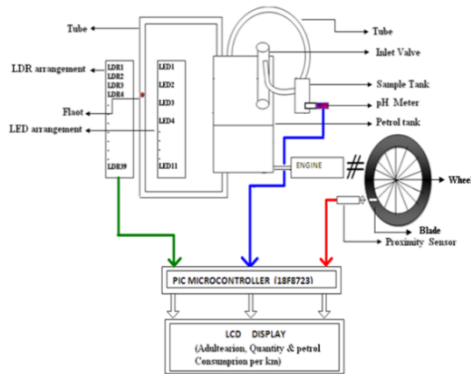 Tube
LDR arrangement
Flaot
LED arrangement
LDR1
LDR2
LDR3
LDR4
LDR39
LED1
LED2
LED3
LED4
LED11
Tube
Inlet Valve
Sample Tank
pH Meter
Petrol tank
ENGINE
Wheel
Blade
Proximity Sensor
PIC MICROCONTROLLER (18F8723)
LCD DISPLAY
(Adultearion, Quantity & petrol
Consumprion per km)